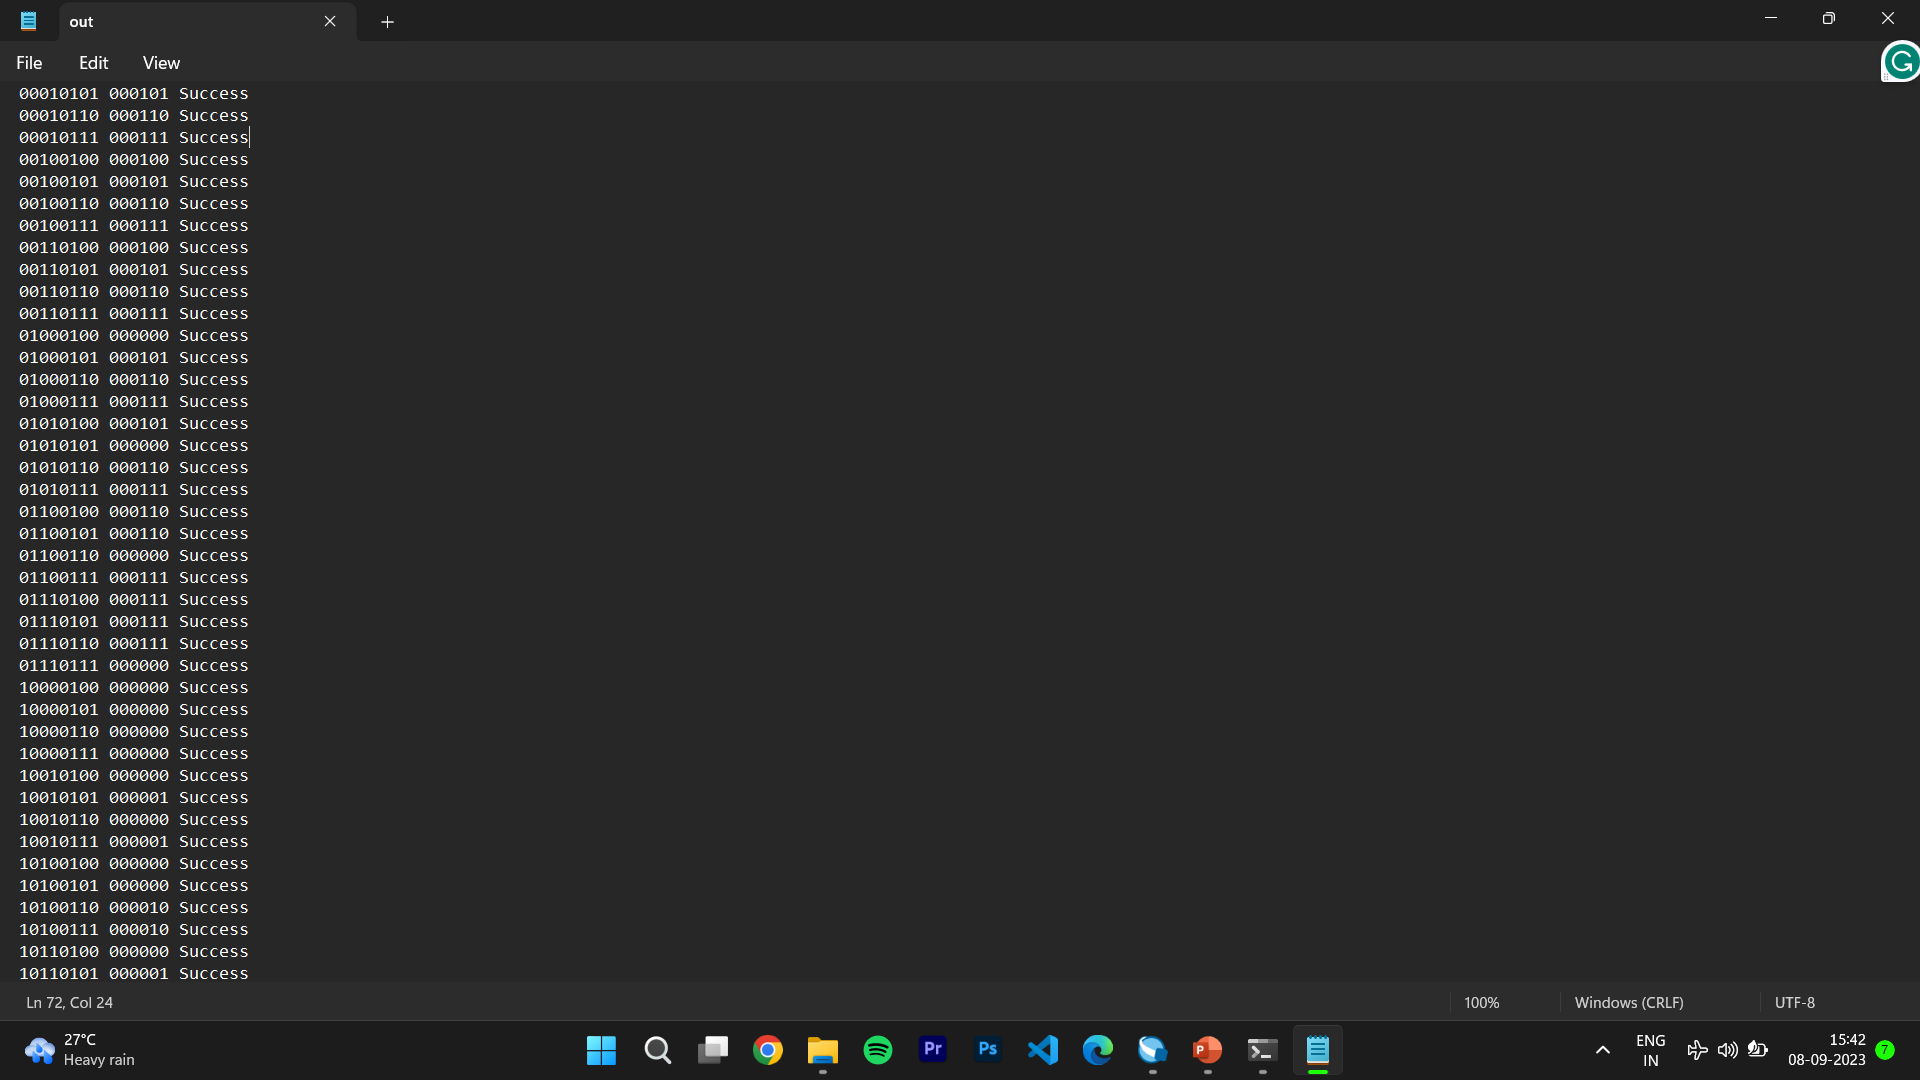 out
File Edit View
00010101 000101 Success
00010110 000110 Success
00010111 000111 Success
00100100 000100 Success
00100101 000101 Success
00100110 000110 Success
00100111 000111 Success
00110100 000100 Success
00110101 000101 Success
00110110 000110 Success
00110111 000111 Success
01000100 000000 Success
01000101 000101 Success
01000110 000110 Success
01000111 000111 Success
01010100 000101 Success
01010101 000000 Success
01010110 000110 Success
01010111 000111 Success
01100100 000110 Success
01100101 000110 Success
01100110 000000 Success
01100111 000111 Success
01110100 000111 Success
01110101 000111 Success
01110110 000111 Success
01110111 000000 Success
10000100 000000 Success
10000101 000000 Success
10000110 000000 Success
10000111 000000 Success
10010100 000000 Success
10010101 000001 Success
10010110 000000 Success
10010111 000001 Success
10100100 000000 Success
10100101 000000 Success
10100110 000010 Success
10100111 000010 Success
10110100 000000 Success
10110101 000001 Success
Ln 72, Col 24 100% Windows (CRLF) UTF-8
27°C
Heavy rain
Pr
Ps
P
ENG
IN
15:42
08-09-2023
7